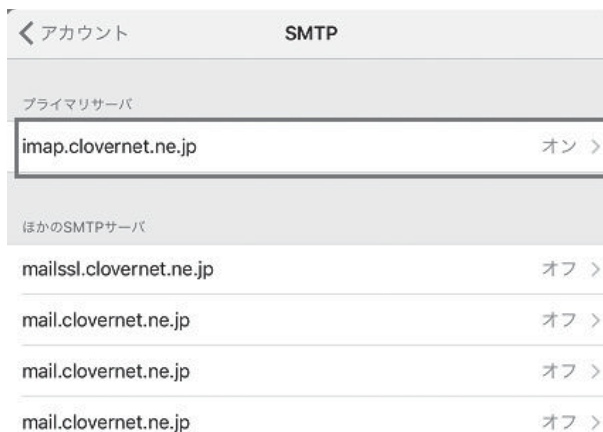 アカウント SMTP
プライマリサーバ
imap.clovernet.ne.jp オン
ほかのSMTPサーバ
mailssl.clovernet.ne.jp オフ
mail.clovernet.ne.jp オフ
mail.clovernet.ne.jp オフ
mail.clovernet.ne.jp オフ